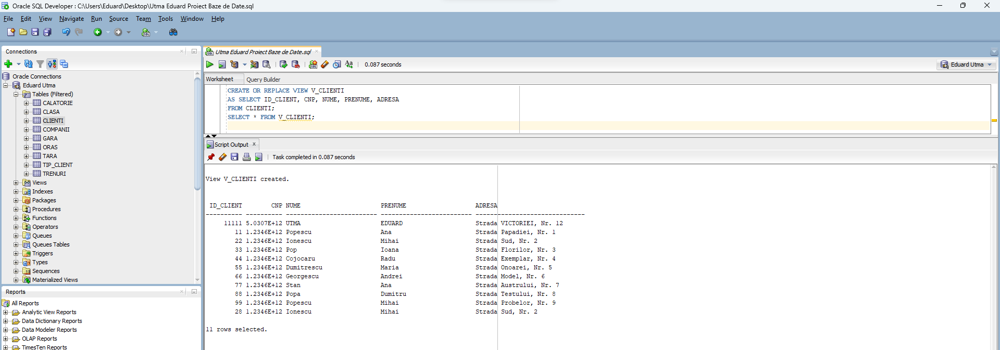 Oracle SQL Developer : C:\Users\Eduard\Desktop\Utma Eduard Proiect Baze de Date.sql
File Edit View Navigate Run Source Team Tools Window Help
Connections
Oracle Connections
Eduard Utma
Tables (Filtered)
CALATORIE
CLASA
CLIENTI
COMPANII
GARA
ORAS
TARA
TIP_CLIENT
TRENURI
Views
Indexes
Packages
Procedures
Functions
Operators
Queues
Queues Tables
Triggers
Types
Sequences
Materialized Views
Reports
All Reports
Analytic View Reports
Data Dictionary Reports
Data Modeler Reports
OLAP Reports
TimesTen Reports
Utma Eduard Proiect Baze de Date.sql
0.087 seconds
Eduard Utma
Worksheet Query Builder
CREATE OR REPLACE VIEW V_CLIENTI
AS SELECT ID_CLIENT, CNP, NUME, PRENUME, ADRESA
FROM CLIENTI;
SELECT * FROM V_CLIENTI;
Script Output x
Task completed in 0.087 seconds
View V_CLIENTI created.
ID_CLIENT CNP NUME PRENUME ADRESA
---------- ---------- ------------------------- ------------------------- ------------------------------
11111 5.0307E+12 UTMA EDUARD Strada VICTORIEI, Nr. 12
11 1.2346E+12 Popescu Ana Strada Papadiei, Nr. 1
22 1.2346E+12 Ionescu Mihai Strada Sud, Nr. 2
33 1.2346E+12 Pop Ioana Strada Florilor, Nr. 3
44 1.2346E+12 Cojocaru Radu Strada Exemplar, Nr. 4
55 1.2346E+12 Dumitrescu Maria Strada Onoarei, Nr. 5
66 1.2346E+12 Georgescu Andrei Strada Model, Nr. 6
77 1.2346E+12 Stan Ana Strada Austrului, Nr. 7
88 1.2346E+12 Popa Dumitru Strada Testului, Nr. 8
99 1.2346E+12 Popescu Mihai Strada Probelor, Nr. 9
28 1.2346E+12 Ionescu Mihai Strada Sud, Nr. 2
11 rows selected.